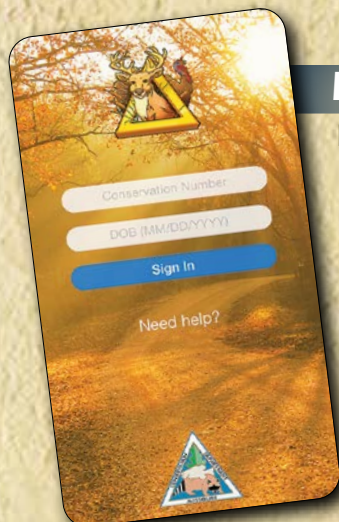 Conservation Number
DOB (MM/DD/YYYY)
Sign In
Need help?